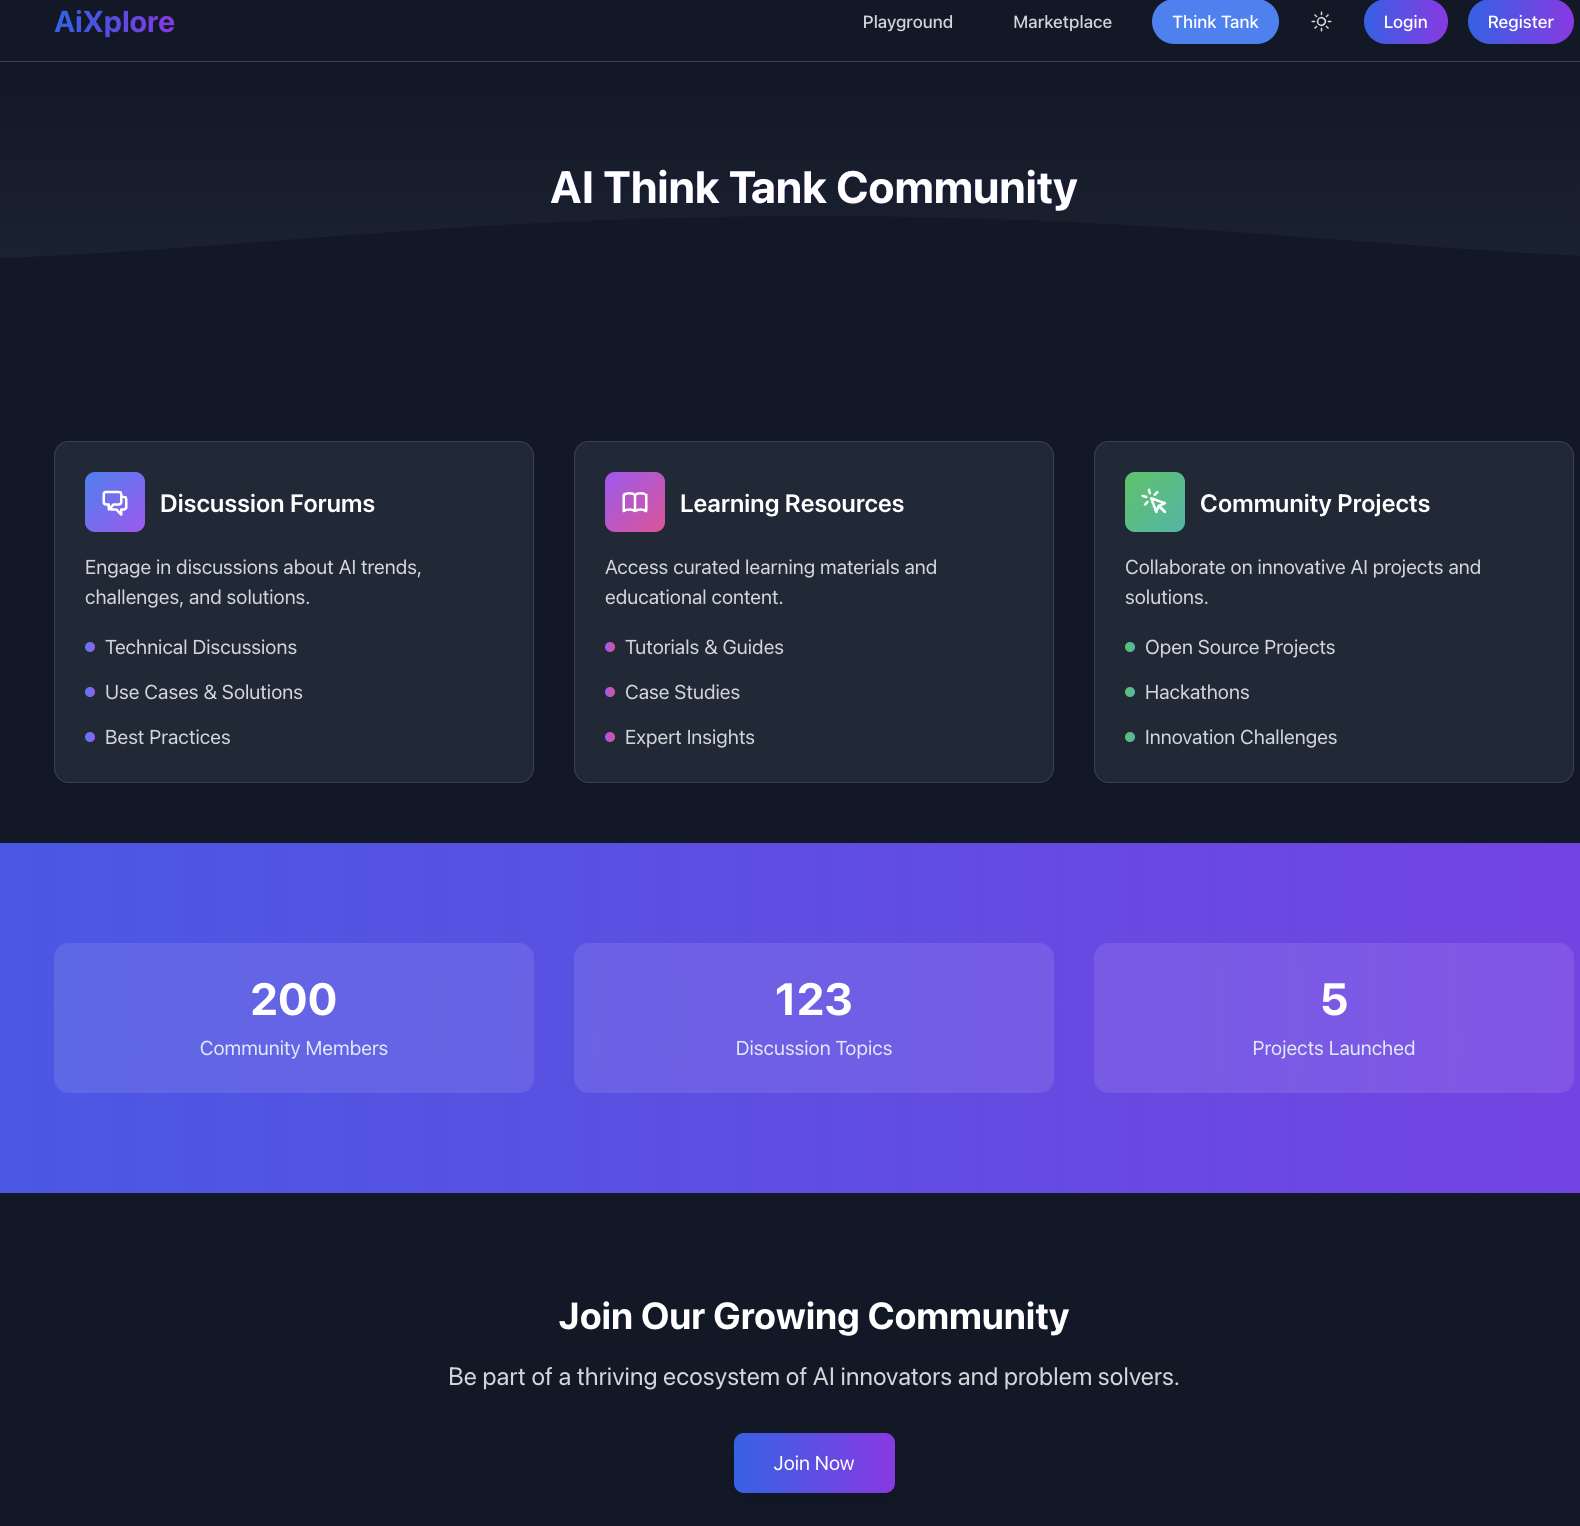 AiXplore
Playground
Marketplace
Think Tank
Login
Register
AI Think Tank Community
Discussion Forums
Engage in discussions about AI trends,
challenges, and solutions.
Technical Discussions
Use Cases & Solutions
Best Practices
Learning Resources
Access curated learning materials and
educational content.
Tutorials & Guides
Case Studies
Expert Insights
Community Projects
Collaborate on innovative AI projects and
solutions.
Open Source Projects
Hackathons
Innovation Challenges
200
Community Members
123
Discussion Topics
5
Projects Launched
Join Our Growing Community
Be part of a thriving ecosystem of AI innovators and problem solvers.
Join Now